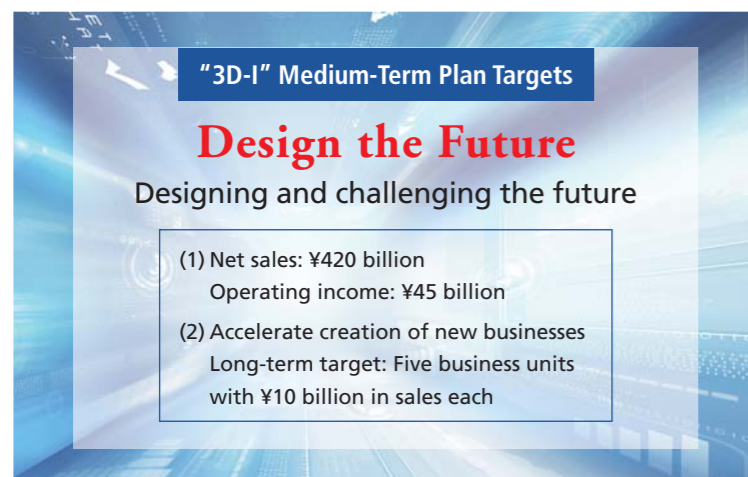 "3D-I" Medium-Term Plan Targets
Design the Future
Designing and challenging the future
(1) Net sales: ¥420 billion
Operating income: ¥45 billion
(2) Accelerate creation of new businesses
Long-term target: Five business units
with ¥10 billion in sales each